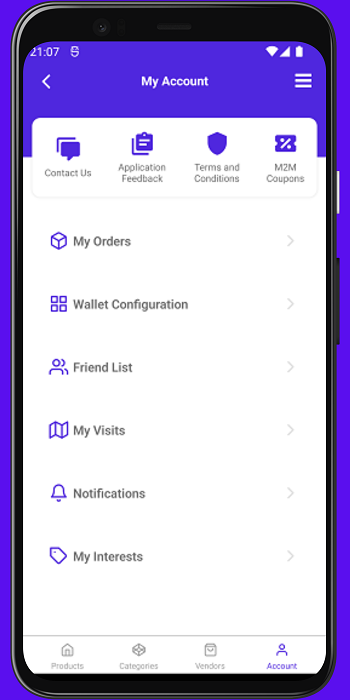 21:07
My Account
Contact Us
Application
Feedback
Terms and
Conditions
M2M
Coupons
My Orders
Wallet Configuration
Friend List
My Visits
Notifications
My Interests
Products
Categories
Vendors
Account